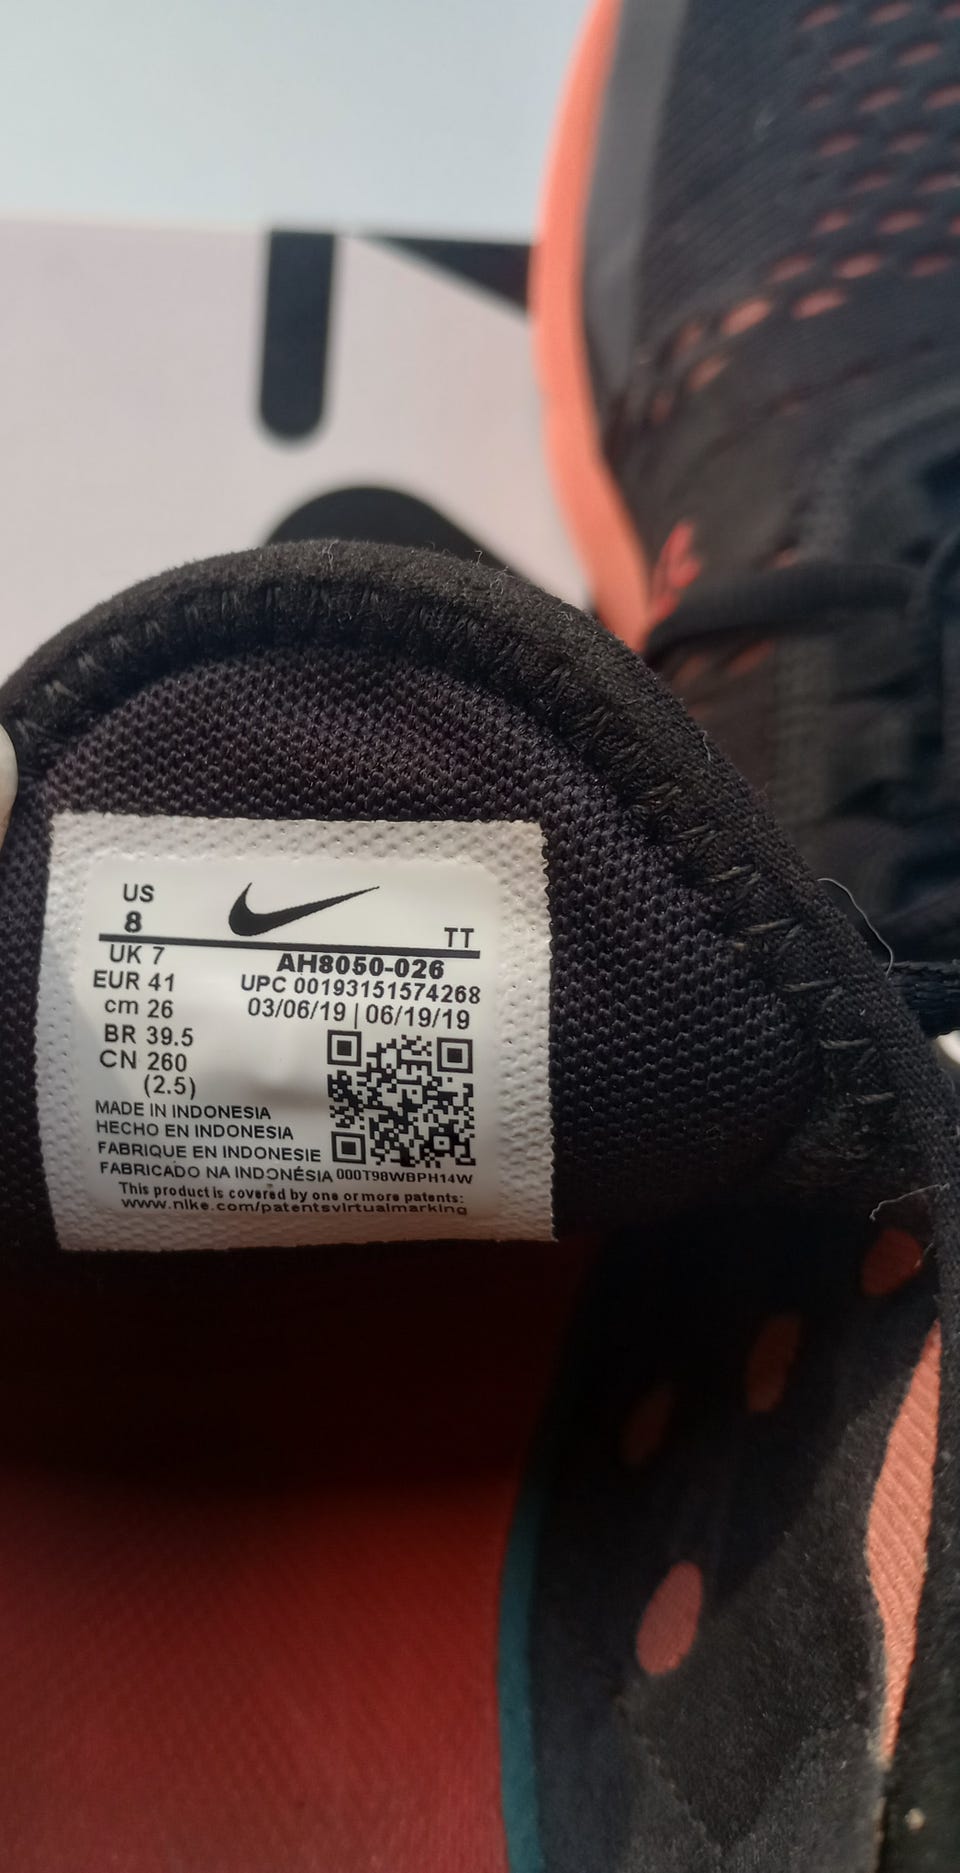 US
8
TT
UK 7
AH8050-026
EUR 41
UPC 00193151574268
cm 26
03/06/19 | 06/19/19
BR 39.5
CN 260
(2.5)
MADE IN INDONESIA
HECHO EN INDONESIA
FABRIQUE EN INDONESIE
FABRICADO NA INDONÉSIA 000T98WBPH14W
This product is covered by one or more patents:
www.nike.com/patentsvirtualmarking